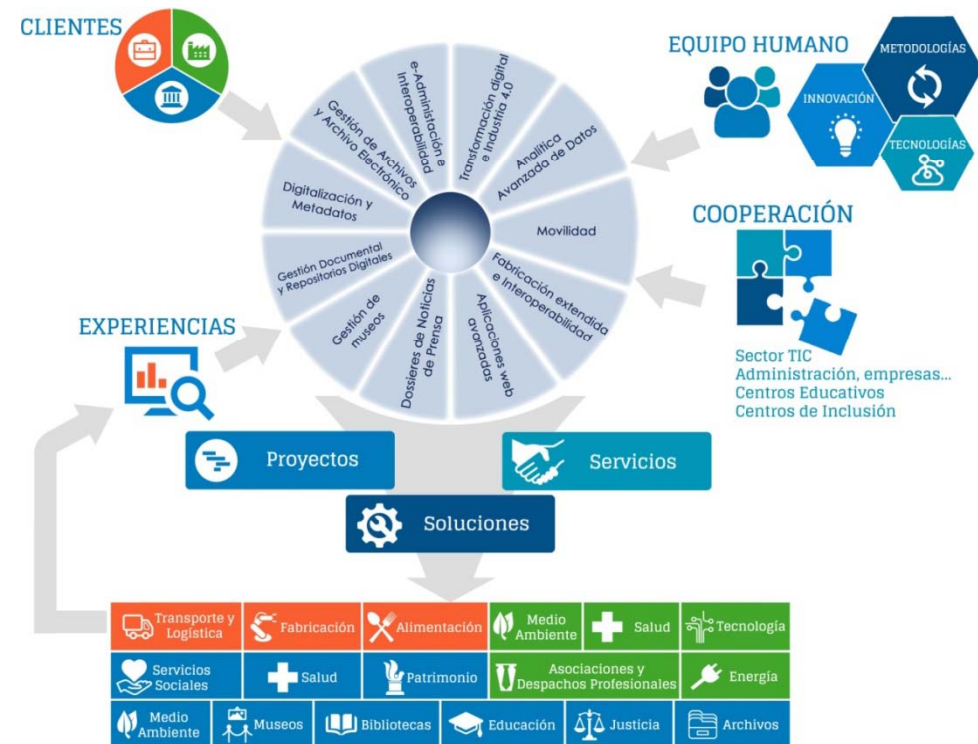 CLIENTES
e-Administación e
Interoperabilidad
Transformación digital
e Industria 4.0
Gestión de Archivos
y Archivo Electrónico
Analítica
Avanzada de Datos
Digitalización y
Metadatos
Movilidad
Gestión Documental
y Repositorios Digitales
Fabricación extendida
e Interoperabilidad
Gestión de
museos
Dossieres de Noticias
de Prensa
Aplicaciones web
avanzadas
EQUIPO HUMANO
METODOLOGÍAS
INNOVACIÓN
TECNOLOGÍAS
COOPERACIÓN
Sector TIC
Administración, empresas...
Centros Educativos
Centros de Inclusión
EXPERIENCIAS
Proyectos
Servicios
Soluciones
Transporte y
Logística
Fabricación
Alimentación
Medio
Ambiente
Salud
Tecnología
Servicios
Sociales
Salud
Patrimonio
Asociaciones y
Despachos Profesionales
Energía
Medio
Ambiente
Museos
Bibliotecas
Educación
Justicia
Archivos